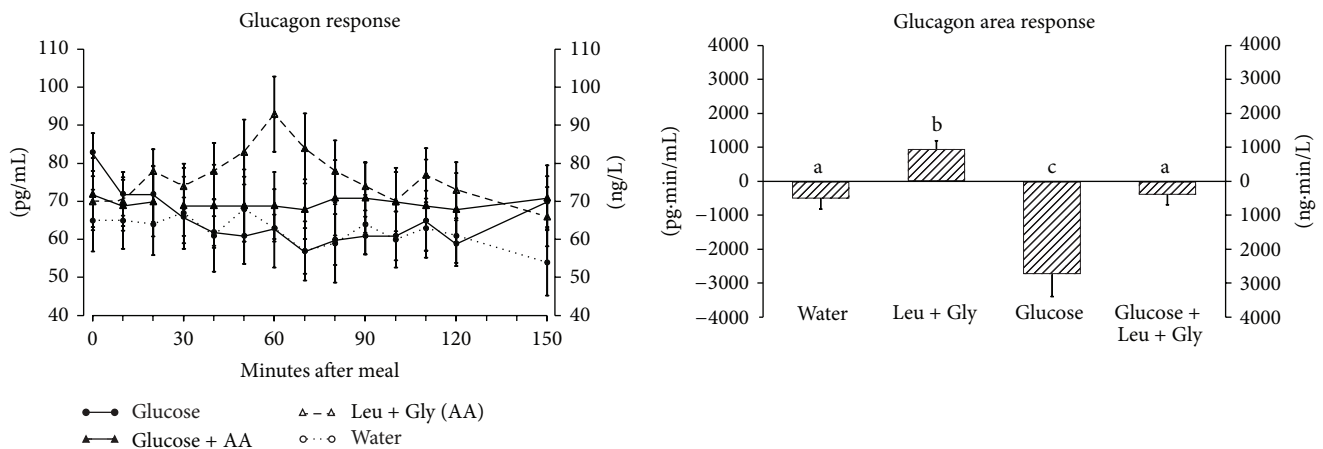 Glucagon response
110
100
90
80
70
60
50
40
(pg/mL)
110
100
90
80
70
60
50
40
(ng/L)
0 30 60 90 120 150
Minutes after meal
Glucose
Glucose + AA
Leu + Gly (AA)
Water
Glucagon area response
4000
3000
2000
1000
0
−1000
−2000
−3000
−4000
(pg·min/mL)
4000
3000
2000
1000
0
1000
2000
3000
4000
(ng·min/L)
a b c a
Water Leu + Gly Glucose Glucose +
Leu + Gly